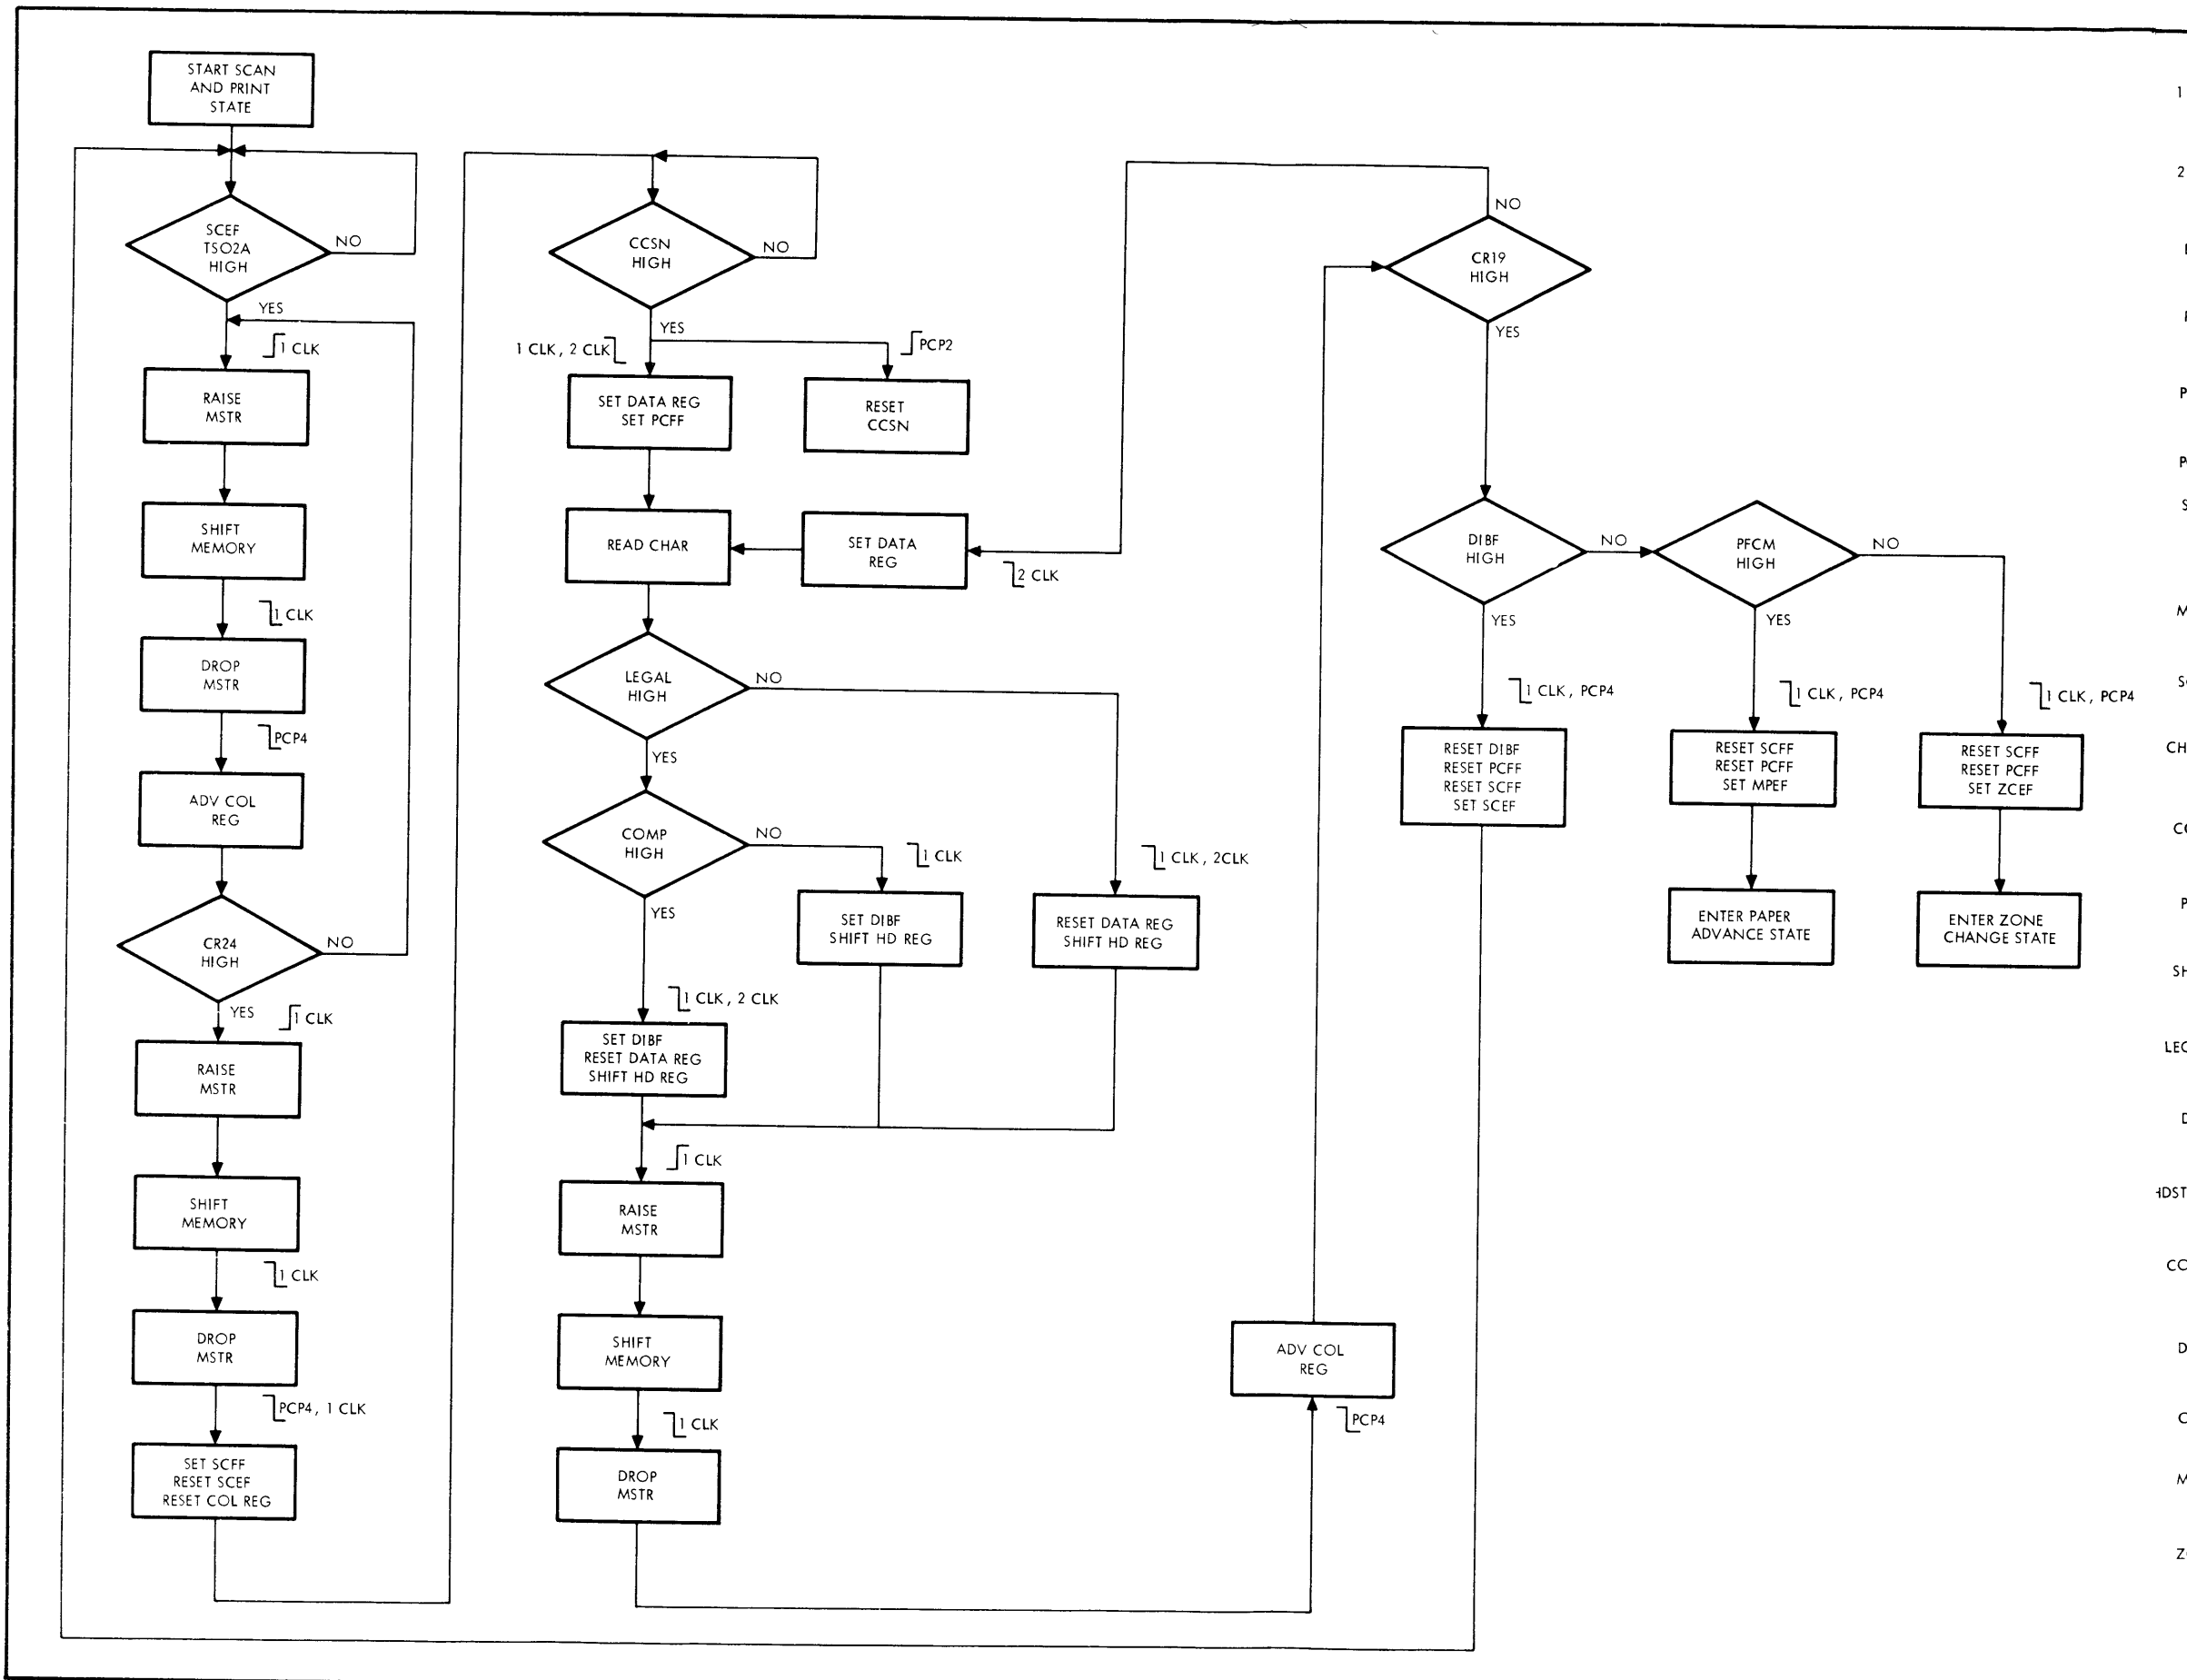 START SCAN
AND PRINT
STATE
SCEF
TSO2A
HIGH
NO
YES
1 CLK
RAISE
MSTR
SHIFT
MEMORY
1 CLK
DROP
MSTR
PCP4
ADV COL
REG
CR24
HIGH
NO
YES
1 CLK
RAISE
MSTR
SHIFT
MEMORY
1 CLK
DROP
MSTR
PCP4, 1 CLK
SET SCFF
RESET SCEF
RESET COL REG
CCSN
HIGH
NO
YES
1 CLK, 2 CLK
PCP2
SET DATA REG
SET PCFF
RESET
CCSN
READ CHAR
SET DATA
REG
2 CLK
LEGAL
HIGH
NO
YES
COMP
HIGH
NO
1 CLK
1 CLK, 2CLK
YES
SET DIBF
SHIFT HD REG
RESET DATA REG
SHIFT HD REG
1 CLK, 2 CLK
SET DIBF
RESET DATA REG
SHIFT HD REG
1 CLK
RAISE
MSTR
SHIFT
MEMORY
1 CLK
DROP
MSTR
ADV COL
REG
PCP4
NO
CR19
HIGH
YES
DIBF
HIGH
NO
PFCM
HIGH
NO
YES
YES
1 CLK, PCP4
1 CLK, PCP4
1 CLK, PCP4
RESET DIBF
RESET PCFF
RESET SCFF
SET SCEF
RESET SCFF
RESET PCFF
SET MPEF
RESET SCFF
RESET PCFF
SET ZCEF
ENTER PAPER
ADVANCE STATE
ENTER ZONE
CHANGE STATE
1
2